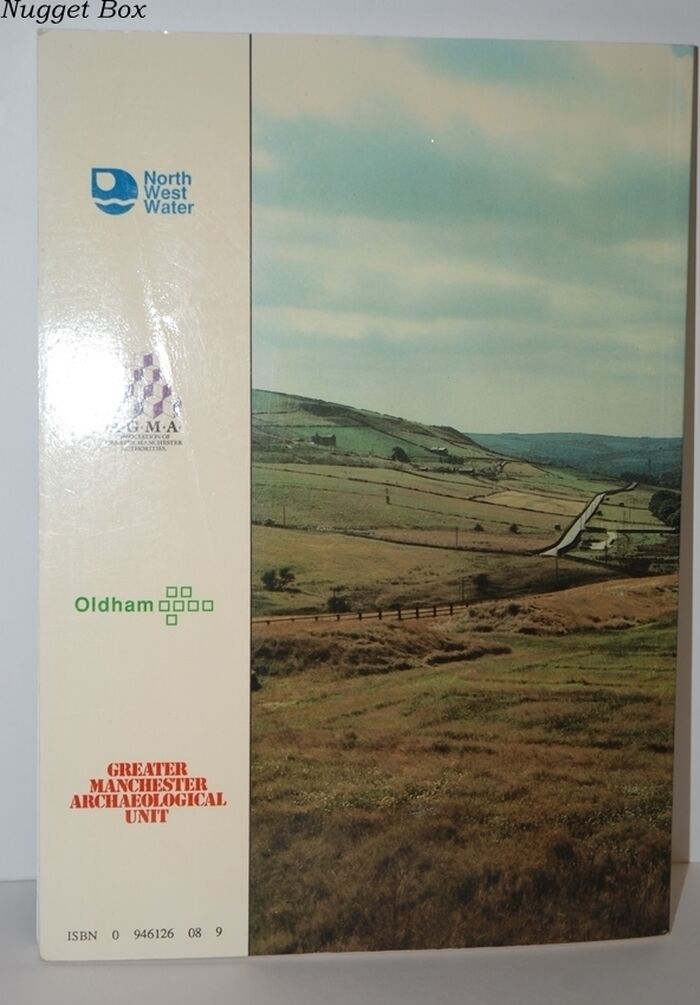 Nugget Box
North
West
Water
G·M·A·
ASSOCIATION OF
GREATER MANCHESTER
AUTHORITIES.
Oldham
GREATER
MANCHESTER
ARCHAEOLOGICAL
UNIT
ISBN 0 946126 08 9